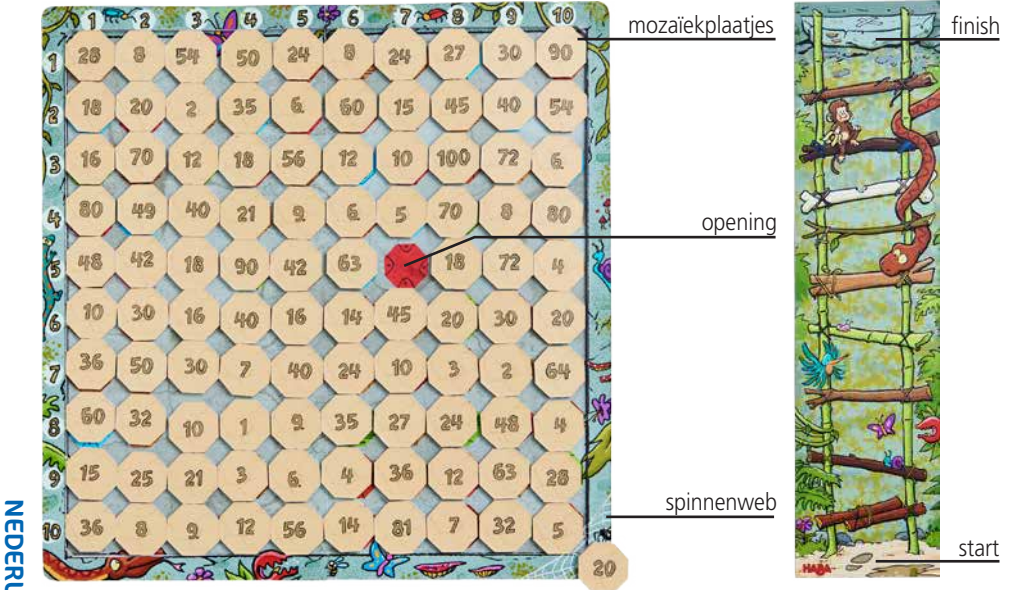 1 2 3 4 5 6 7 8 9 10
1 28 8 54 50 24 8 24 27 30 90
2 18 20 2 35 6 60 15 45 40 54
3 16 70 12 18 56 12 10 100 72 6
4 80 49 40 21 9 6 5 70 8 80
5 48 42 18 90 42 63 18 72 4
6 10 30 16 40 16 14 45 20 30 20
7 36 50 30 7 40 24 10 3 2 64
8 60 32 10 1 9 35 27 24 48 4
9 15 25 21 3 6 4 36 12 63 28
10 36 8 9 12 56 14 81 7 32 5
20
mozaïekplaatjes
opening
spinnenweb
finish
start
HABA
NEDERL